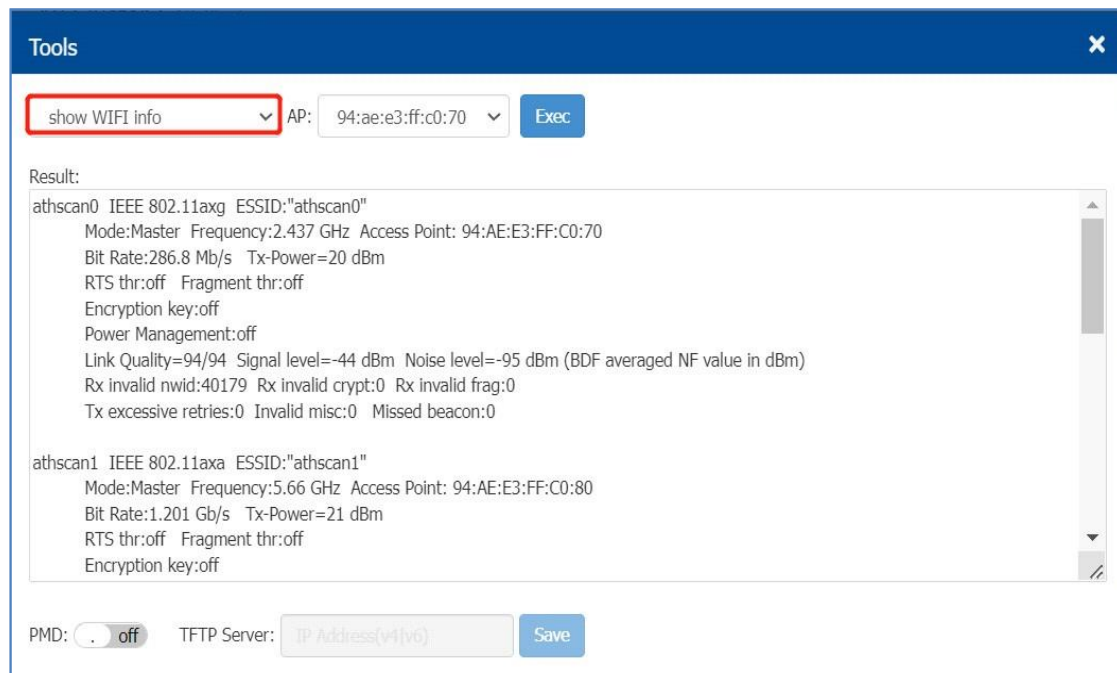 Tools
show WIFI info AP: 94:ae:e3:ff:c0:70 Exec
Result:
athscan0 IEEE 802.11axg ESSID:"athscan0"
Mode:Master Frequency:2.437 GHz Access Point: 94:AE:E3:FF:C0:70
Bit Rate:286.8 Mb/s Tx-Power=20 dBm
RTS thr:off Fragment thr:off
Encryption key:off
Power Management:off
Link Quality=94/94 Signal level=-44 dBm Noise level=-95 dBm (BDF averaged NF value in dBm)
Rx invalid nwid:40179 Rx invalid crypt:0 Rx invalid frag:0
Tx excessive retries:0 Invalid misc:0 Missed beacon:0
athscan1 IEEE 802.11axa ESSID:"athscan1"
Mode:Master Frequency:5.66 GHz Access Point: 94:AE:E3:FF:C0:80
Bit Rate:1.201 Gb/s Tx-Power=21 dBm
RTS thr:off Fragment thr:off
Encryption key:off
PMD: . off TFTP Server: IP Address(v4|v6) Save